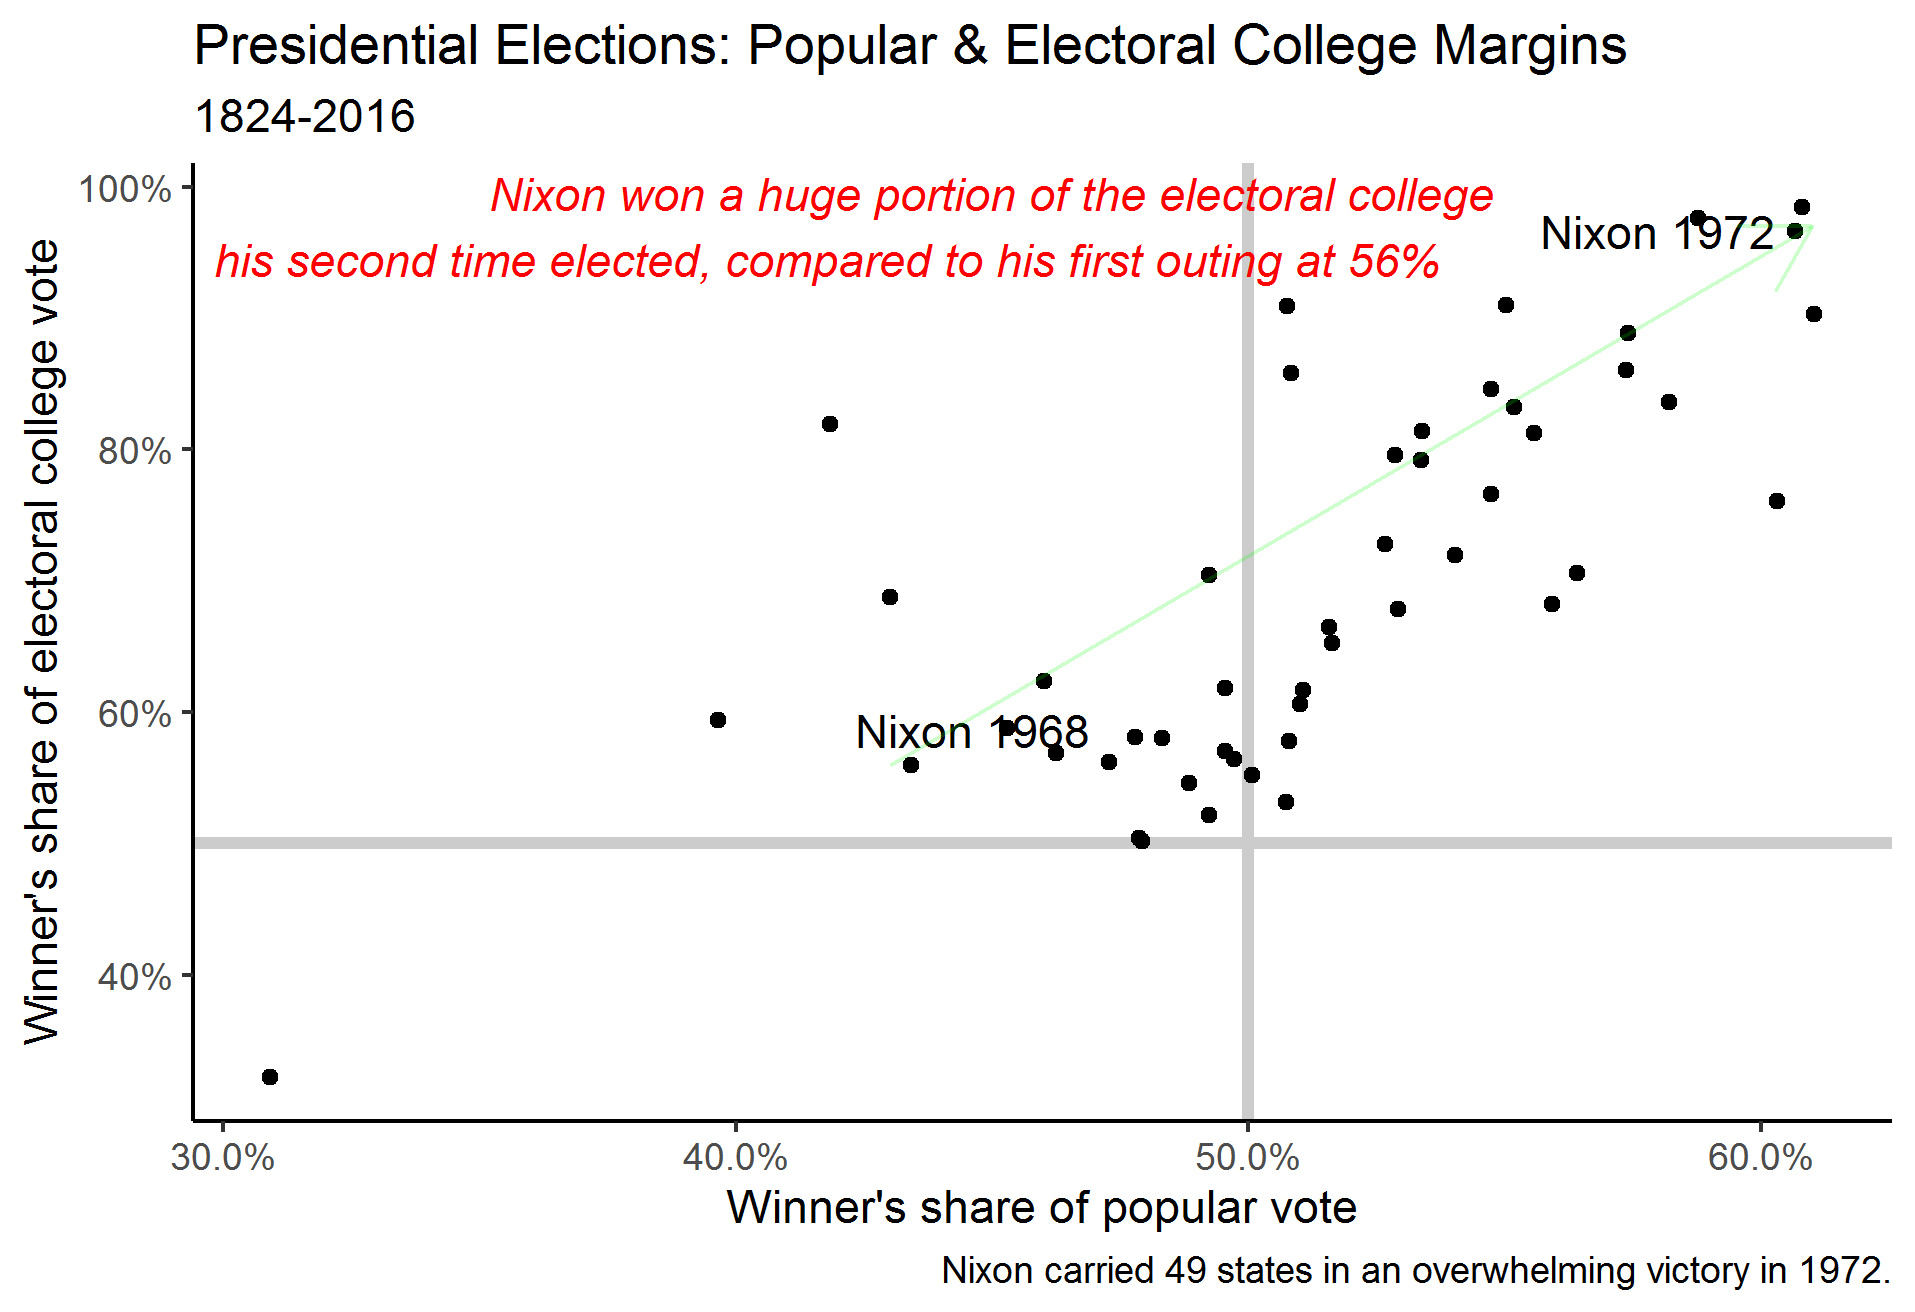 Presidential Elections: Popular & Electoral College Margins
1824-2016
Nixon won a huge portion of the electoral college
his second time elected, compared to his first outing at 56%
Nixon 1972
Nixon 1968
Winner's share of electoral college vote
100%
80%
60%
40%
30.0%
40.0%
50.0%
60.0%
Winner's share of popular vote
Nixon carried 49 states in an overwhelming victory in 1972.